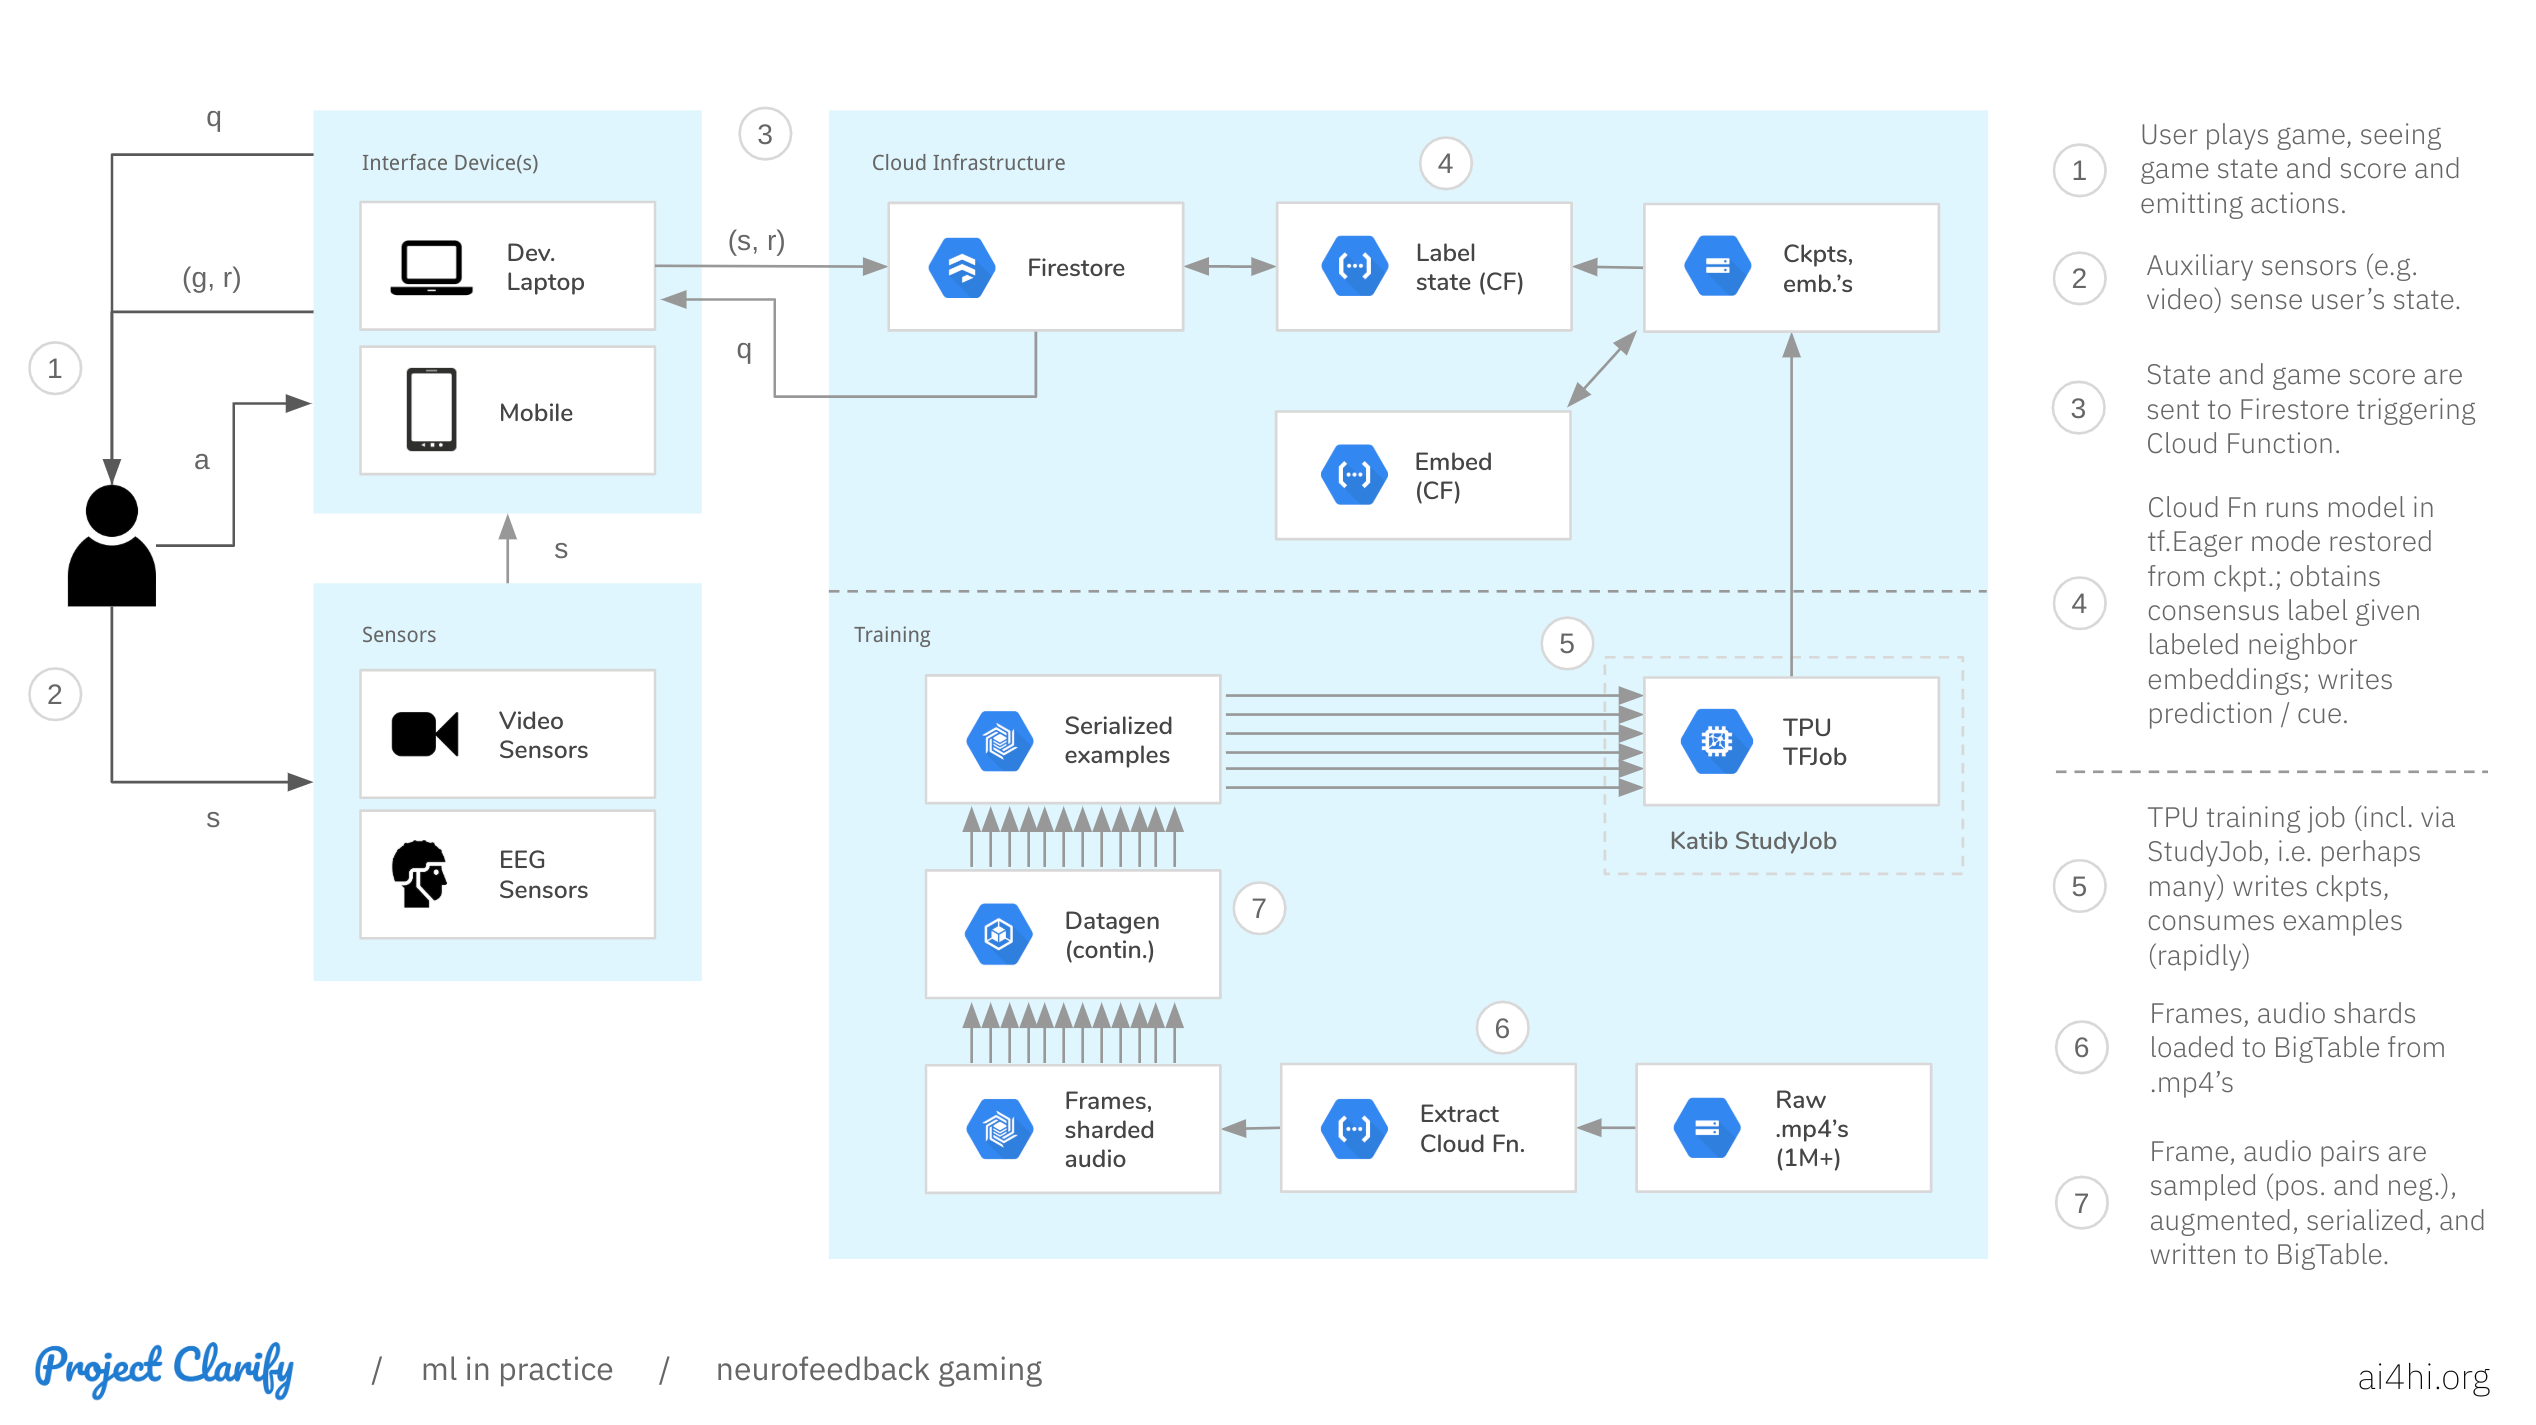 q
(g, r)
1
a
2
s
Interface Device(s)
Dev.
Laptop
Mobile
s
Sensors
Video
Sensors
EEG
Sensors
3
(s, r)
q
Cloud Infrastructure
4
Firestore
Label
state (CF)
Ckpts,
emb.'s
Embed
(CF)
Training
5
Serialized
examples
TPU
TFJob
Katib StudyJob
Datagen
(contin.)
7
6
Frames,
sharded
audio
Extract
Cloud Fn.
Raw
.mp4's
(1M+)
1
User plays game, seeing
game state and score and
emitting actions.
2
Auxiliary sensors (e.g.
video) sense user's state.
3
State and game score are
sent to Firestore triggering
Cloud Function.
4
Cloud Fn runs model in
tf.Eager mode restored
from ckpt.; obtains
consensus label given
labeled neighbor
embeddings; writes
prediction / cue.
5
TPU training job (incl. via
StudyJob, i.e. perhaps
many) writes ckpts,
consumes examples
(rapidly)
6
Frames, audio shards
loaded to BigTable from
.mp4's
7
Frame, audio pairs are
sampled (pos. and neg.),
augmented, serialized, and
written to BigTable.
Project Clarify / ml in practice / neurofeedback gaming
ai4hi.org